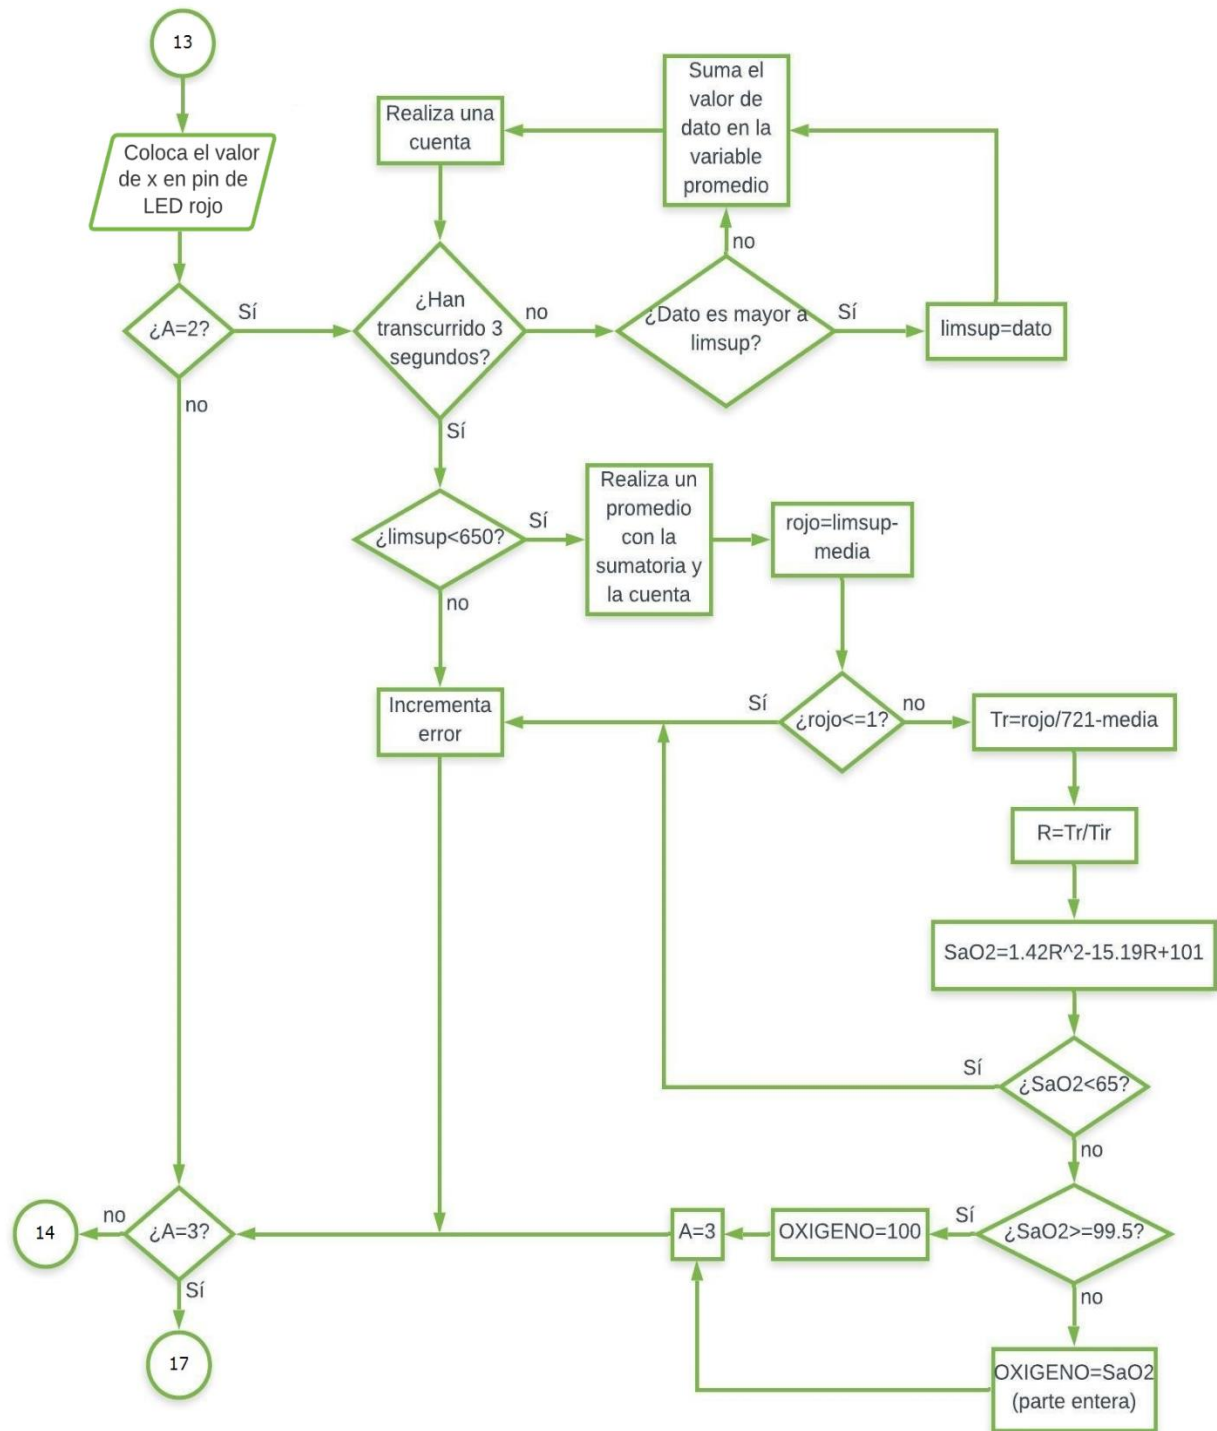 13
Coloca el valor
de x en pin de
LED rojo
¿A=2?
Sí
no
Realiza una
cuenta
Suma el
valor de
dato en la
variable
promedio
¿Han
transcurrido 3
segundos?
no
Sí
¿Dato es mayor a
limsup?
no
Sí
limsup=dato
¿limsup<650?
Sí
no
Realiza un
promedio
con la
sumatoria y
la cuenta
rojo=limsup-
media
Incrementa
error
¿rojo<=1?
Sí
no
Tr=rojo/721-media
R=Tr/Tir
SaO2=1.42R^2-15.19R+101
¿SaO2<65?
Sí
no
¿SaO2>=99.5?
Sí
no
OXIGENO=100
OXIGENO=SaO2
(parte entera)
A=3
¿A=3?
no
Sí
14
17